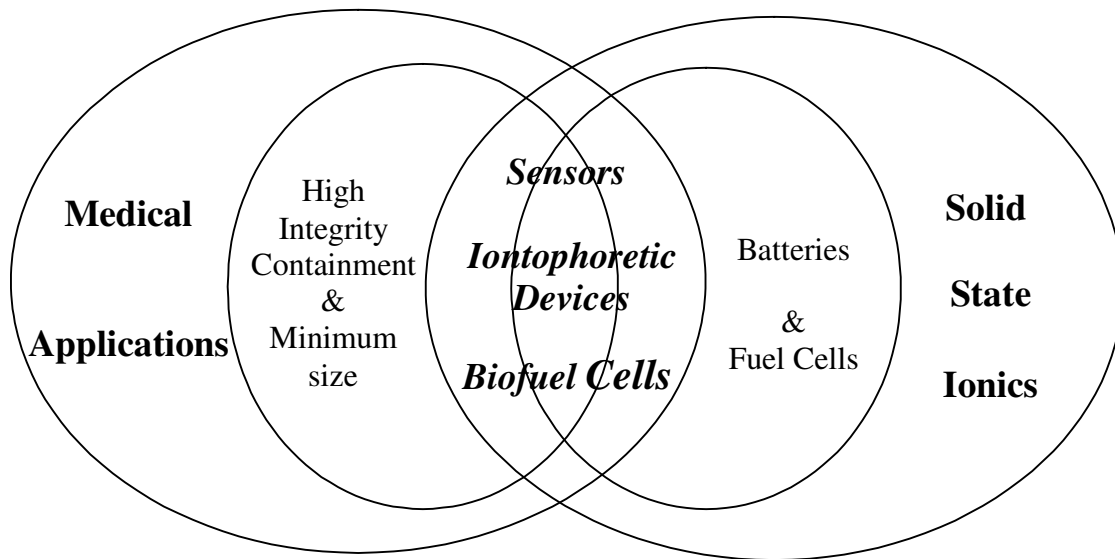 Medical
Applications
High
Integrity
Containment
&
Minimum
size
Sensors
Iontophoretic
Devices
Biofuel Cells
Batteries
&
Fuel Cells
Solid
State
Ionics